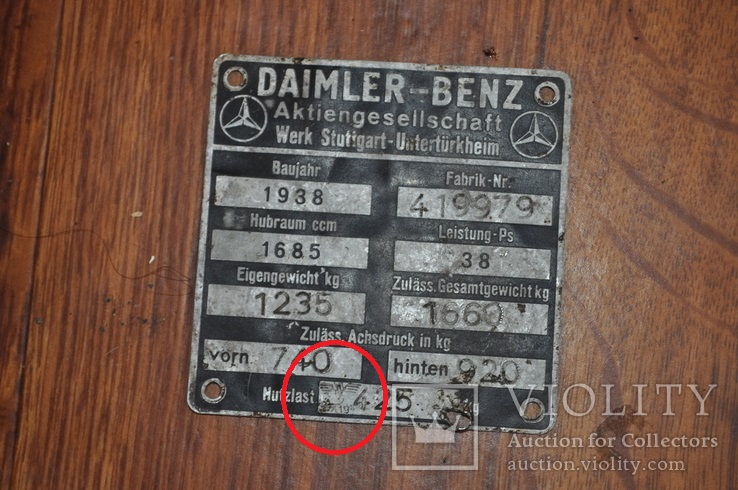 DAIMLER-BENZ
Aktiengesellschaft
Werk Stuttgart-Untertürkheim
Baujahr Fabrik-Nr.
1938 419979
Hubraum ccm Leistung-Ps
1685 38
Eigengewicht kg Zuläss.Gesamtgewicht kg
1235 1660
Zuläss.Achsdruck in kg
vorn 740 hinten 920
Nutzlast 425
VIOLITY
Auction for Collectors
auction.violity.com